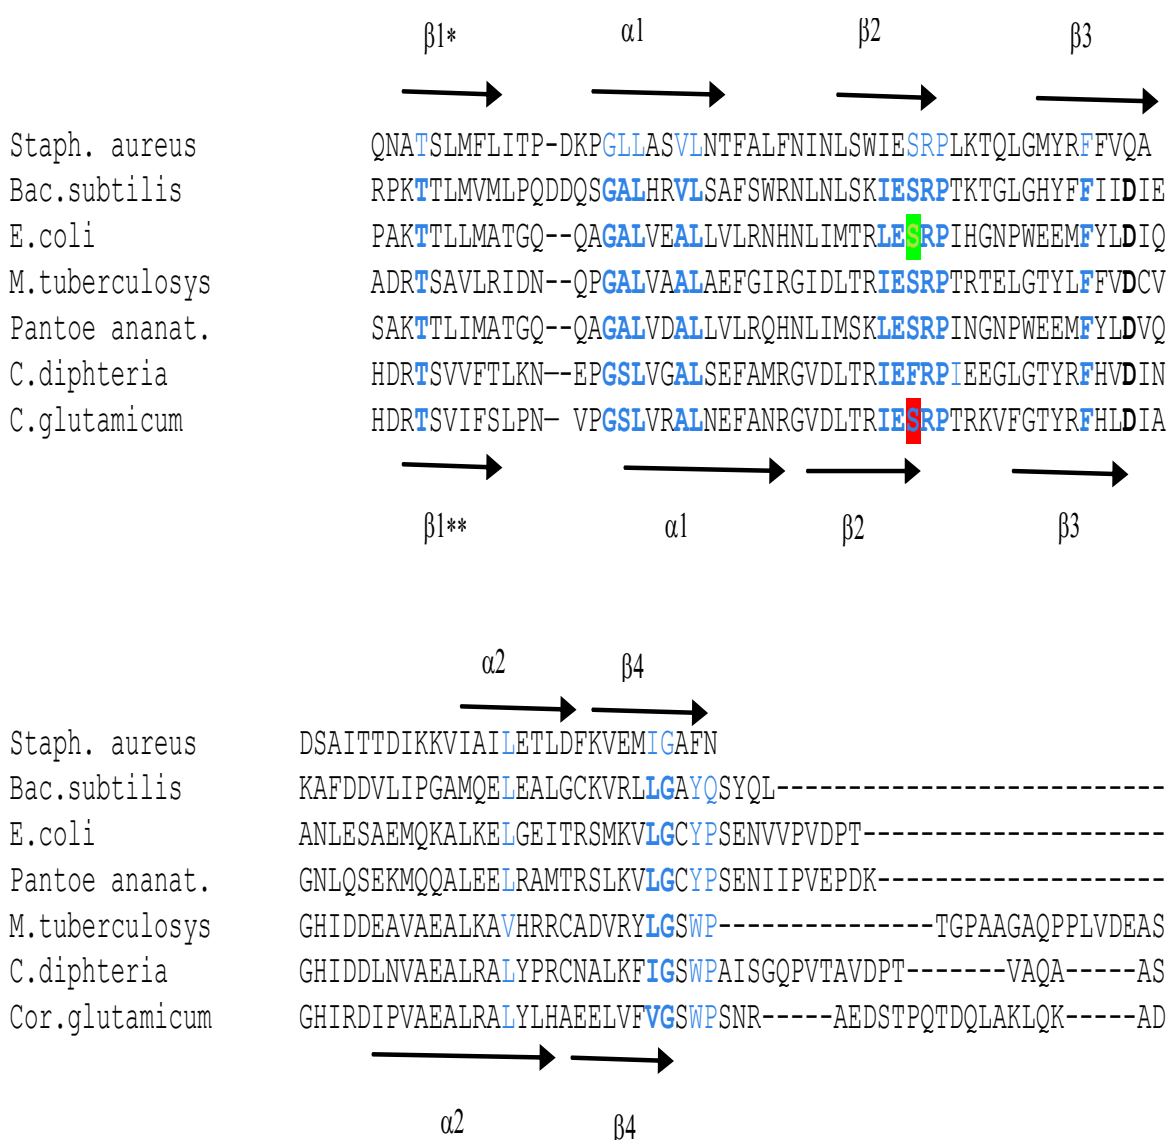 β1* α1 β2 β3
Staph. aureus QNATSLMFLITP-DKPGLLASVLNTFALFNINLSWIESRPLKTQLGMYRFFVQA
Bac.subtilis RPKTTLMVMLPQDDQSGALHRVLSAFSWRNLNLSKIESRPTKTGLGHYFFIIDIE
E.coli PAKTTLLMATGQ--QAGALVEALLVLRNHNLIMTRLESRPIHGNPWEEMFYLDIQ
M.tuberculosys ADRTSAVLRIDN--QPGALVAALAEFGIRGIDLTRIESRPTRTELGTYLFFVDCV
Pantoe ananat. SAKTTLIMATGQ--QAGALVDALLVLRQHNLIMSKLESRPINGNPWEEMFYLDVQ
C.diphteria HDRTSVVFTLKN--EPGSLVGALSEFAMRGVDLTRIEFRPIEEGLGTYRFHVDIN
C.glutamicum HDRTSVIFSLPN- VPGSLVRALNEFANRGVDLTRIESRPTRKVFGTYRFHLDIA
β1** α1 β2 β3
α2 β4
Staph. aureus DSAITTDIKKVIAILETLDFKVEMIGAFN
Bac.subtilis KAFDDVLIPGAMQELEALGCKVRLLGAYQSYQL---------------------------
E.coli ANLESAEMQKALKELGEITRSMKVLGCYPSENVVPVDPT---------------------
Pantoe ananat. GNLQSEKMQQALEELRAMTRSLKVLGCYPSENIIPVEPDK--------------------
M.tuberculosys GHIDDEAVAEALKAVHRRCADVRYLGSWP---------------TGPAAGAQPPLVDEAS
C.diphteria GHIDDLNVAEALRALYPRCNALKFIGSWPAISGQPVTAVDPT-------VAQA-----AS
Cor.glutamicum GHIRDIPVAEALRALYLHAEELVFVGSWPSNR-----AEDSTPQTDQLAKLQK-----AD
α2 β4